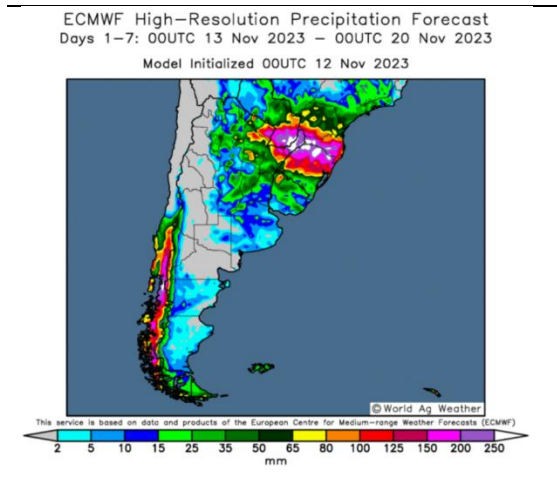 ECMWF High-Resolution Precipitation Forecast
Days 1-7: 00UTC 13 Nov 2023 - 00UTC 20 Nov 2023
Model Initialized 00UTC 12 Nov 2023
©World Ag Weather
This service is based on data and products of the European Centre for Medium-range Weather Forecasts (ECMWF)
2 5 10 15 25 35 50 65 80 100 125 150 200 250
mm